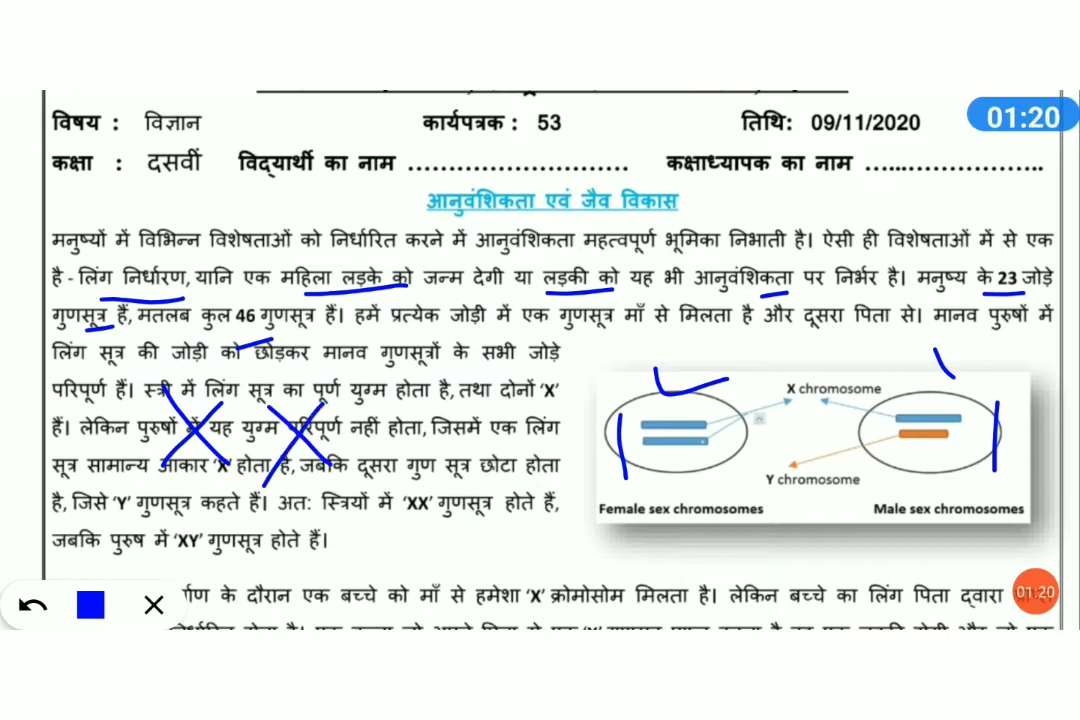 विषय : विज्ञान कार्यपत्रक : 53 तिथि: 09/11/2020
01:20
कक्षा : दसवीं विद्यार्थी का नाम ............................ कक्षाध्यापक का नाम ........................
आनुवंशिकता एवं जैव विकास
मनुष्यों में विभिन्न विशेषताओं को निर्धारित करने में आनुवंशिकता महत्वपूर्ण भूमिका निभाती है। ऐसी ही विशेषताओं में से एक
है - लिंग निर्धारण, यानि एक महिला लड़के को जन्म देगी या लड़की को यह भी आनुवंशिकता पर निर्भर है। मनुष्य के 23 जोड़े
गुणसूत्र हैं, मतलब कुल 46 गुणसूत्र हैं। हमें प्रत्येक जोड़ी में एक गुणसूत्र माँ से मिलता है और दूसरा पिता से। मानव पुरुषों में
लिंग सूत्र की जोड़ी को छोड़कर मानव गुणसूत्रों के सभी जोड़े
परिपूर्ण हैं। स्त्री में लिंग सूत्र का पूर्ण युग्म होता है, तथा दोनों ‘X’
हैं। लेकिन पुरुषों में यह युग्म परिपूर्ण नहीं होता, जिसमें एक लिंग
सूत्र सामान्य आकार ‘X’ होता है, जबकि दूसरा गुण सूत्र छोटा होता
है, जिसे ‘Y’ गुणसूत्र कहते हैं। अत: स्त्रियों में ‘XX’ गुणसूत्र होते हैं,
जबकि पुरुष में ‘XY’ गुणसूत्र होते हैं।
X chromosome
Y chromosome
Female sex chromosomes
Male sex chromosomes
के दौरान एक बच्चे को माँ से हमेशा ‘X’ क्रोमोसोम मिलता है। लेकिन बच्चे का लिंग पिता द्वारा
01:20